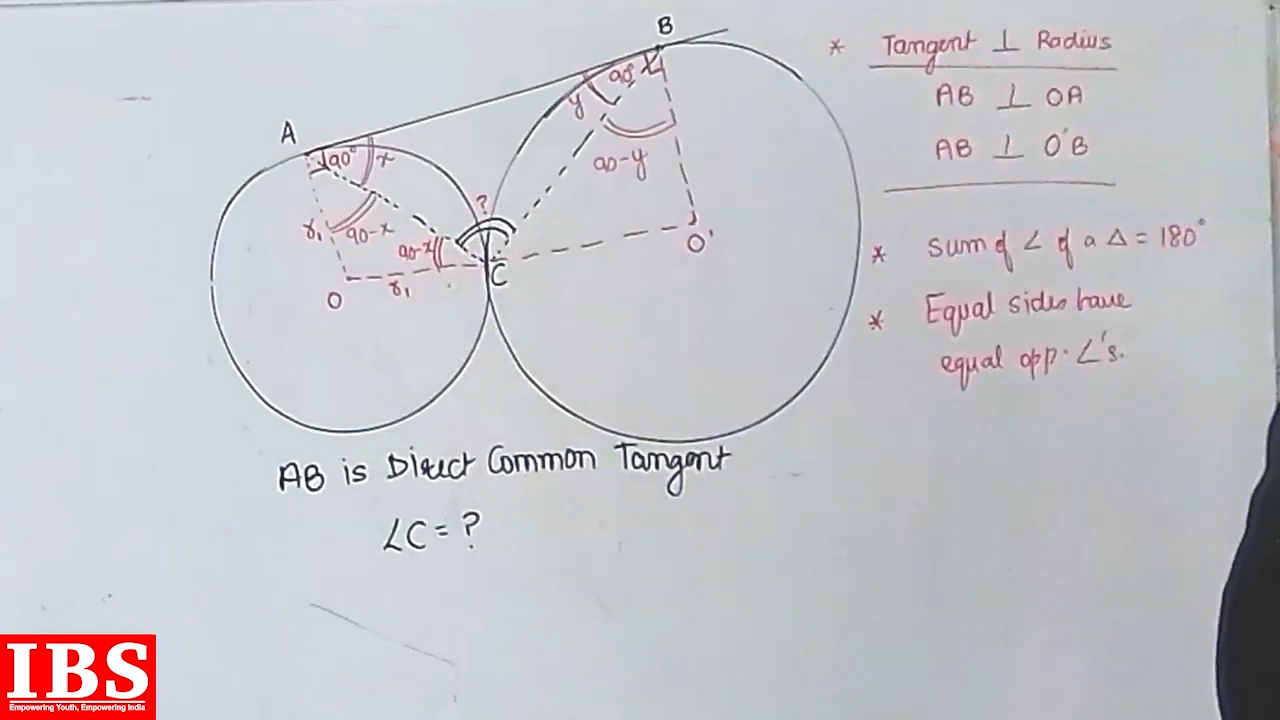 B
* Tangent ⊥ Radius
90°
AB ⊥ OA
y
A
90° x
AB ⊥ O'B
90-y
?
r₁ 90-x
90-x
O'
* Sum of ∠ of a Δ = 180°
C
O r₁
* Equal sides have
equal opp. ∠'s.
AB is Direct Common Tangent
∠C = ?
IBS
Empowering Youth, Empowering India